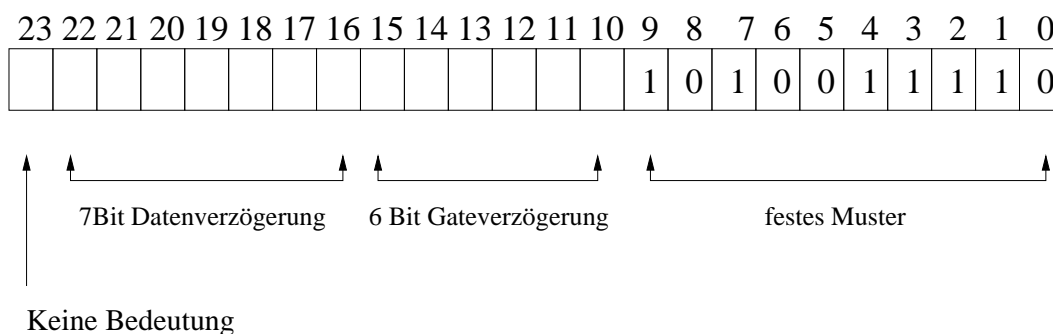 23 22 21 20 19 18 17 16 15 14 13 12 11 10 9 8 7 6 5 4 3 2 1 0
1 0 1 0 0 1 1 1 1 0
7Bit Datenverzögerung 6 Bit Gateverzögerung festes Muster
Keine Bedeutung